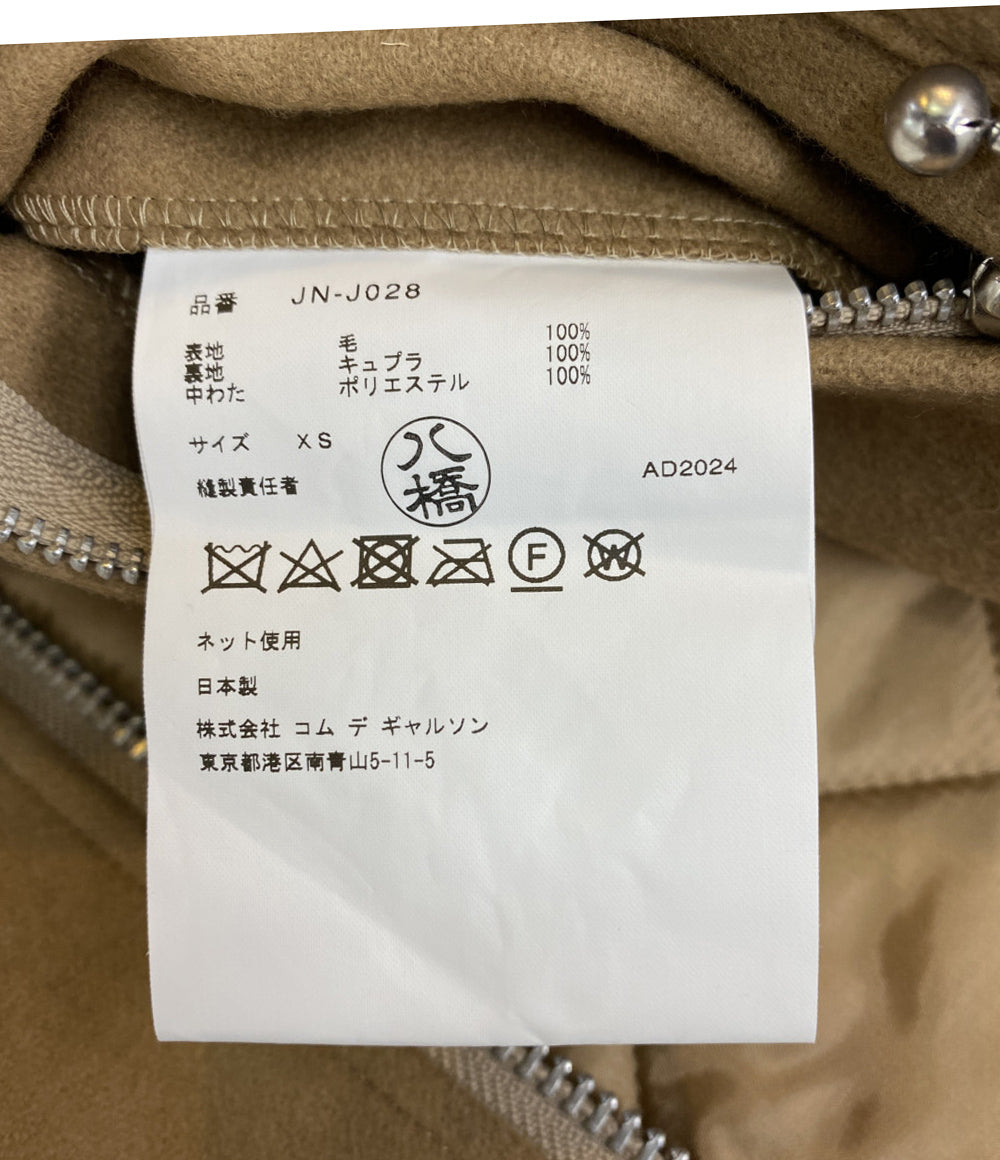 品番 JN-J028
表地 毛 100%
裏地 キュプラ 100%
中わた ポリエステル 100%
サイズ XS
八橋
縫製責任者
AD2024
F
W
ネット使用
日本製
株式会社 コム デ ギャルソン
東京都港区南青山5-11-5